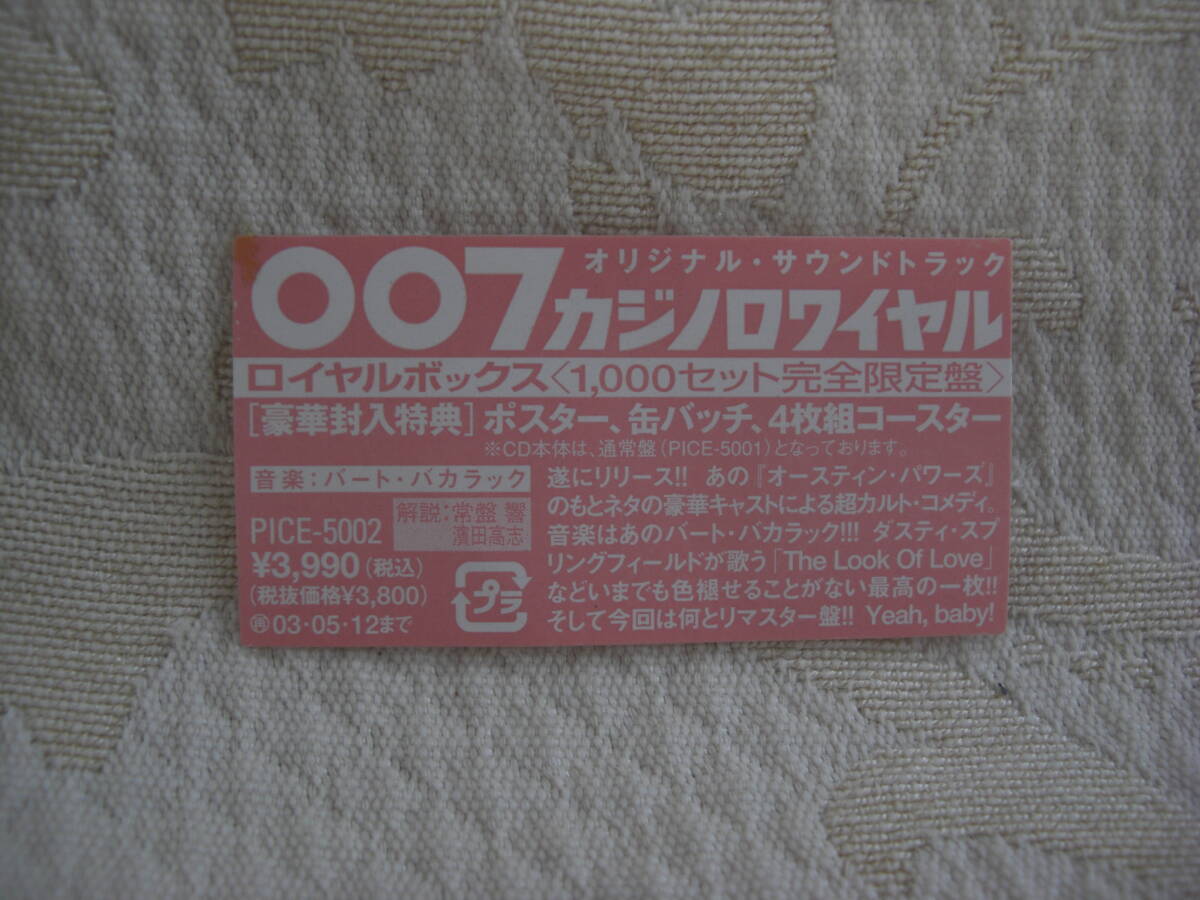 007 オリジナル・サウンドトラック
カジノロワイヤル
ロイヤルボックス〈1,000セット完全限定盤〉
[豪華封入特典] ポスター、缶バッチ、4枚組コースター
※CD本体は、通常盤(PICE-5001)となっております。
音楽:バート・バカラック
PICE-5002
解説:常盤 響
濱田高志
¥3,990(税込)
(税抜価格¥3,800)
㊢03・05・12まで
プラ
遂にリリース!! あの『オースティン・パワーズ』
のもとネタの豪華キャストによる超カルト・コメディ。
音楽はあのバート・バカラック!!! ダスティ・スプ
リングフィールドが歌う「The Look Of Love」
などいまでも色褪せることがない最高の一枚!!
そして今回は何とリマスター盤!! Yeah, baby!